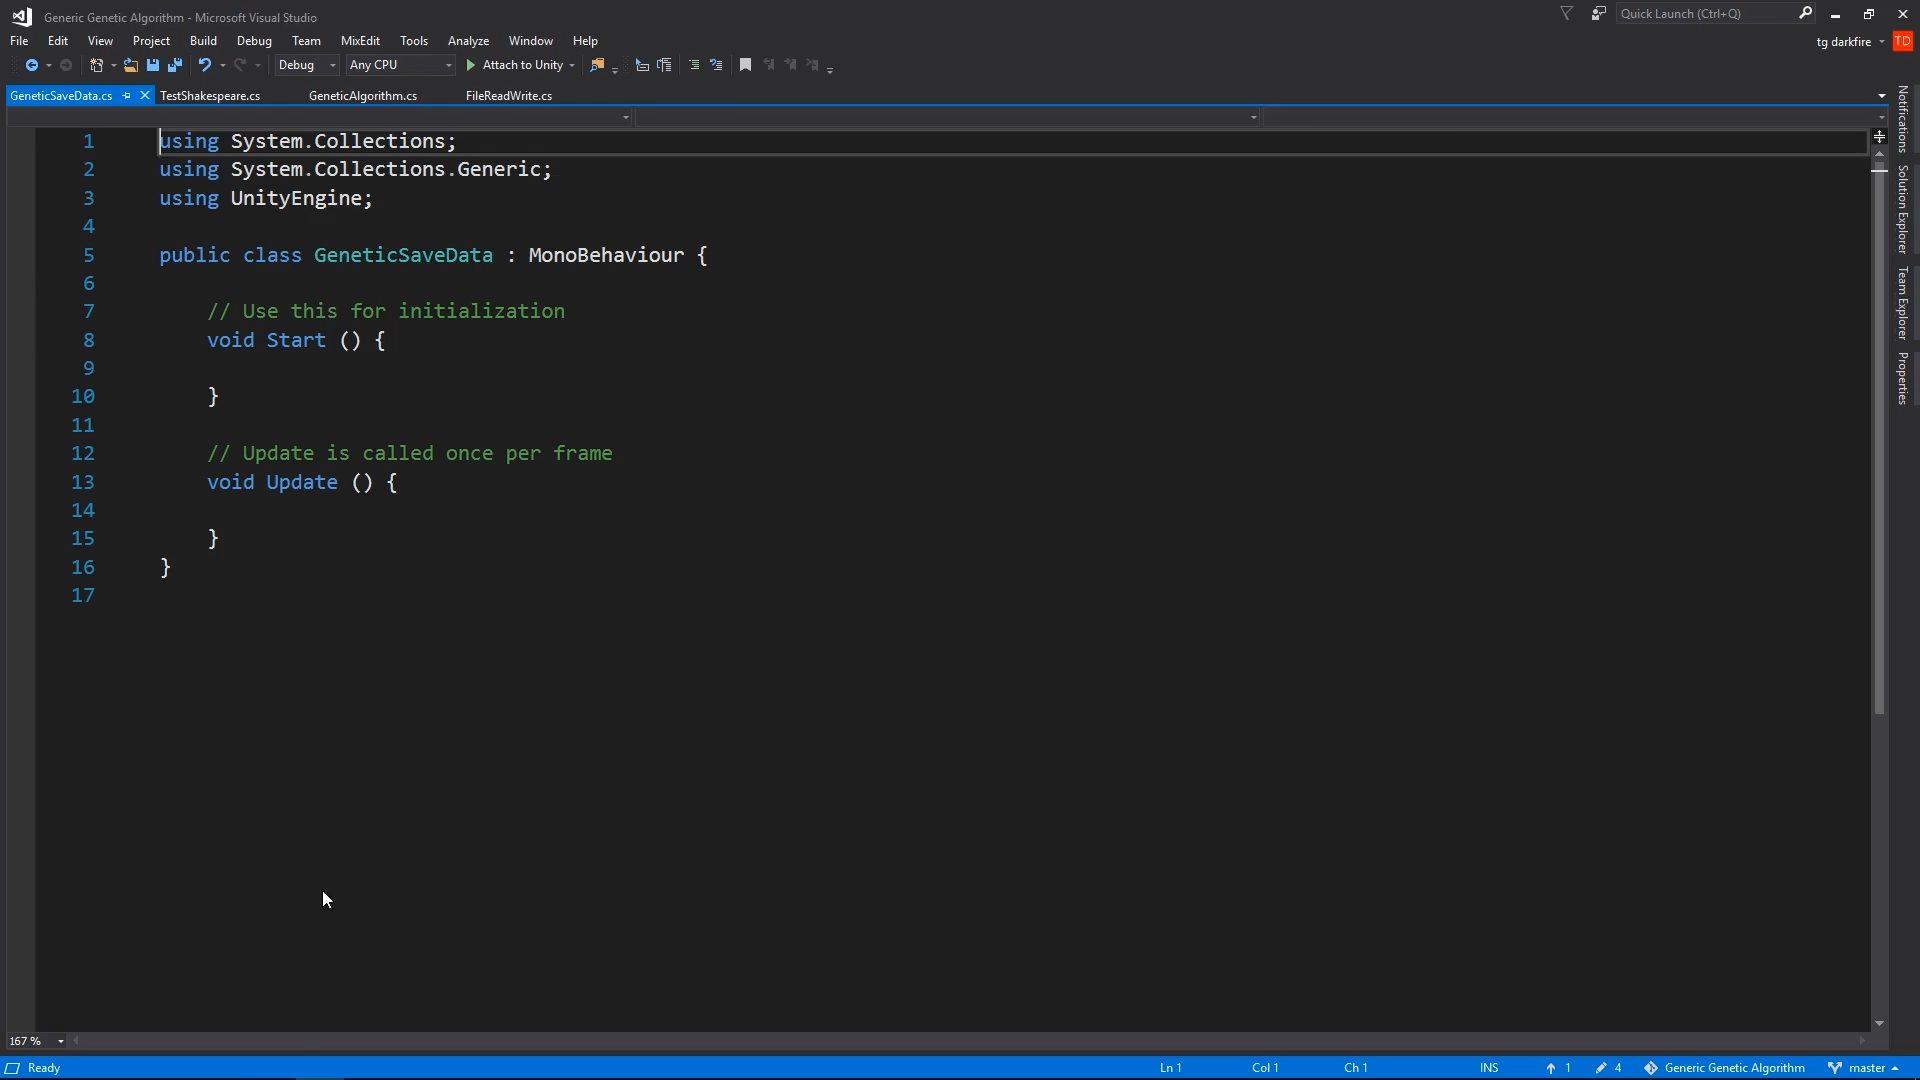 Generic Genetic Algorithm - Microsoft Visual Studio
Quick Launch (Ctrl+Q)
File Edit View Project Build Debug Team MixEdit Tools Analyze Window Help
tg darkfire TD
Debug Any CPU Attach to Unity
GeneticSaveData.cs TestShakespeare.cs GeneticAlgorithm.cs FileReadWrite.cs
1 using System.Collections;
2 using System.Collections.Generic;
3 using UnityEngine;
4
5 public class GeneticSaveData : MonoBehaviour {
6
7 // Use this for initialization
8 void Start () {
9
10 }
11
12 // Update is called once per frame
13 void Update () {
14
15 }
16 }
17
Notifications
Solution Explorer
Team Explorer
Properties
167 %
Ready Ln 1 Col 1 Ch 1 INS 1 4 Generic Genetic Algorithm master